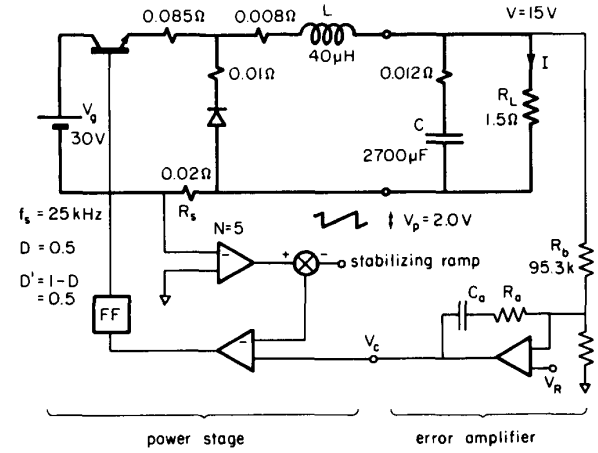 0.085Ω
0.008Ω
L
40μH
V=15V
I
0.01Ω
0.012Ω
R_L
1.5Ω
V_g
30V
C
2700μF
0.02Ω
R_s
f_s = 25kHz
D = 0.5
D' = 1-D
= 0.5
N=5
V_p = 2.0V
+
-
stabilizing ramp
-
R_b
95.3k
C_a
R_a
FF
-
V_c
V_R
power stage
error amplifier